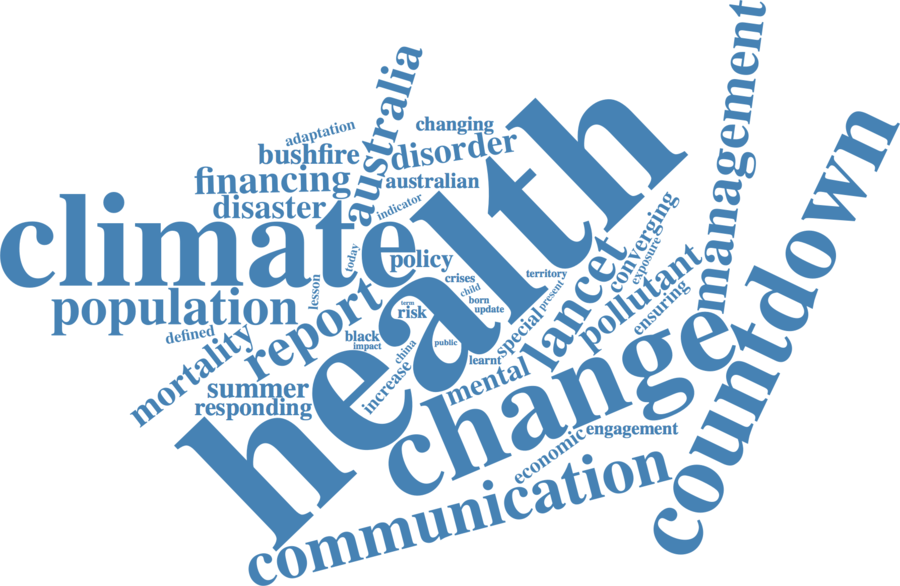 management
australia
adaptation
changing
bushfire
disorder
financing
australian
disaster
indicator
health
countdown
climate
converging
today
policy
exposure
lancet
pollutant
crises
territory
lesson
child
population
report
born
present
ensuring
term
risk
update
special
defined
black
impact
china
public
learnt
mortality
change
increase
mental
summer
responding
economic
engagement
communication